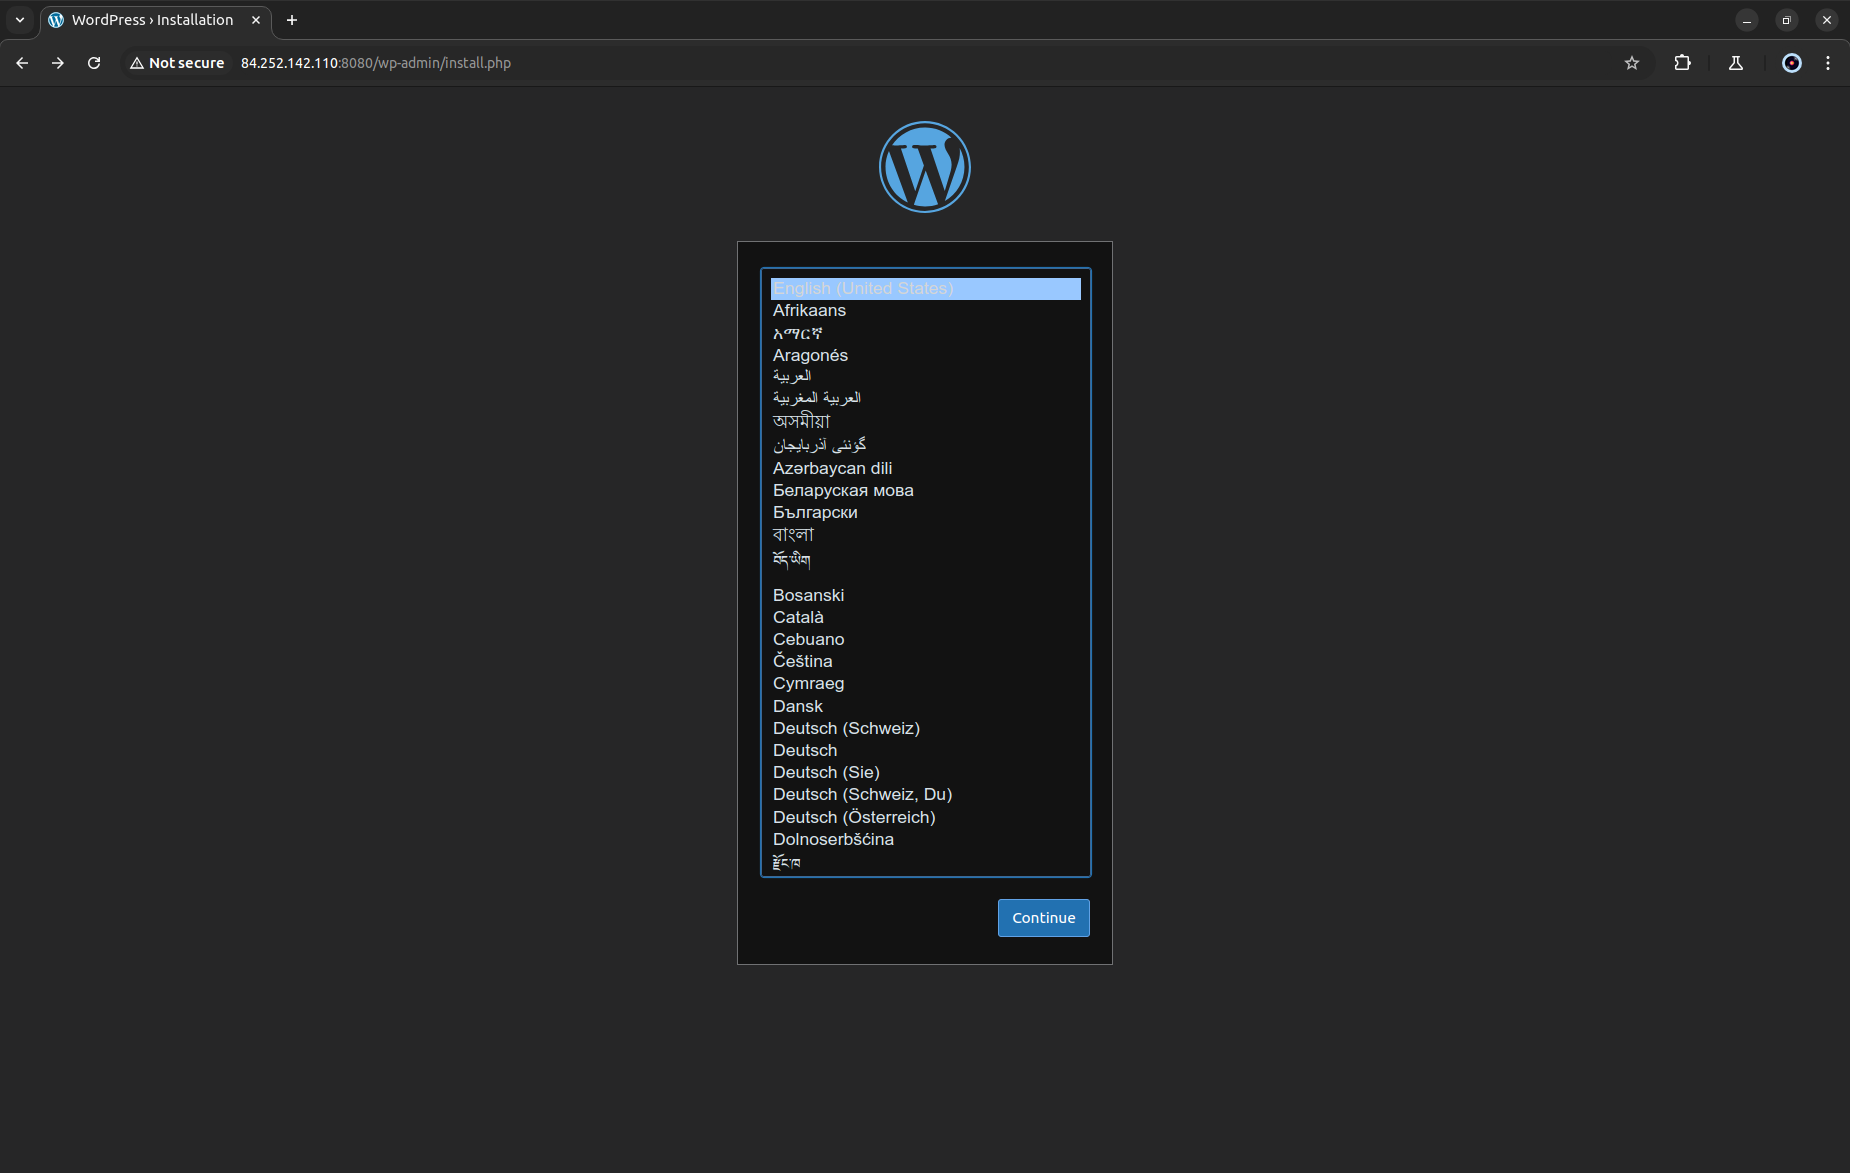 WordPress › Installation
Not secure
84.252.142.110:8080/wp-admin/install.php
English (United States)
Afrikaans
አማርኛ
Aragonés
العربية
العربية المغربية
অসমীয়া
گؤنئی آذربایجان
Azərbaycan dili
Беларуская мова
Български
বাংলা
བོད་ཡིག
Bosanski
Català
Cebuano
Čeština
Cymraeg
Dansk
Deutsch (Schweiz)
Deutsch
Deutsch (Sie)
Deutsch (Schweiz, Du)
Deutsch (Österreich)
Dolnoserbšćina
རྫོང་ཁ
Continue